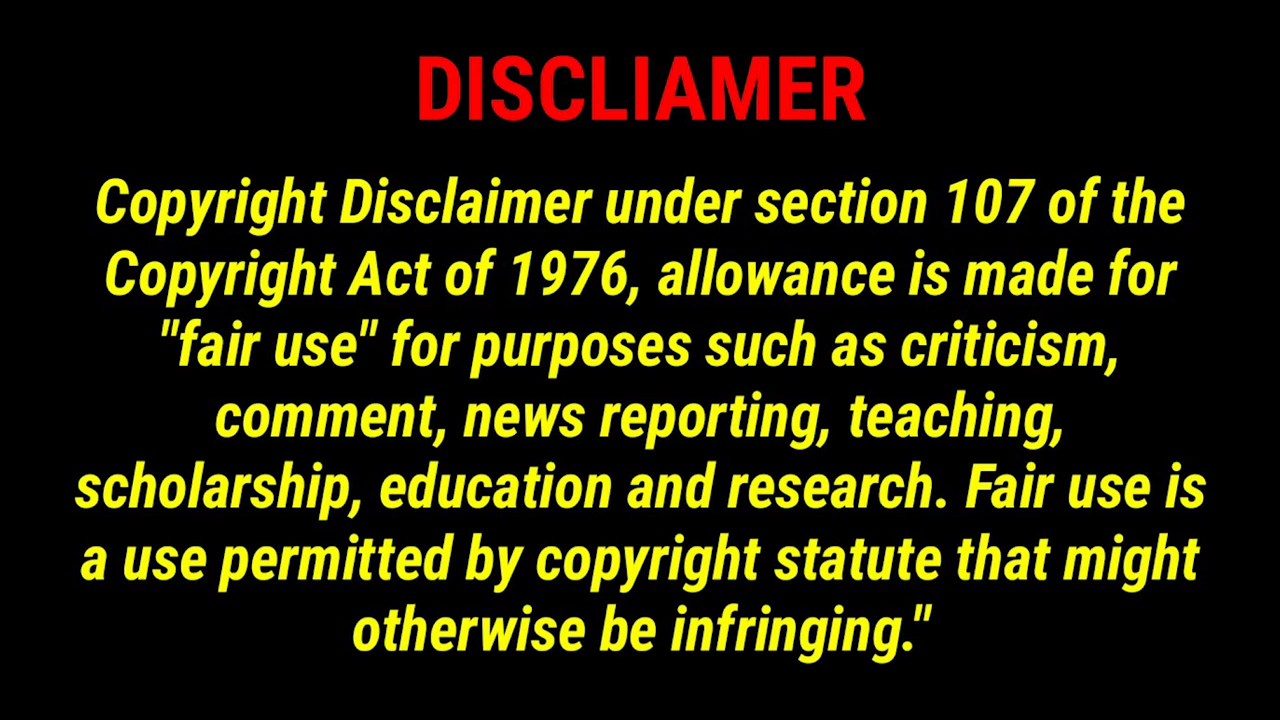 DISCLIAMER
Copyright Disclaimer under section 107 of the
Copyright Act of 1976, allowance is made for
"fair use" for purposes such as criticism,
comment, news reporting, teaching,
scholarship, education and research. Fair use is
a use permitted by copyright statute that might
otherwise be infringing."